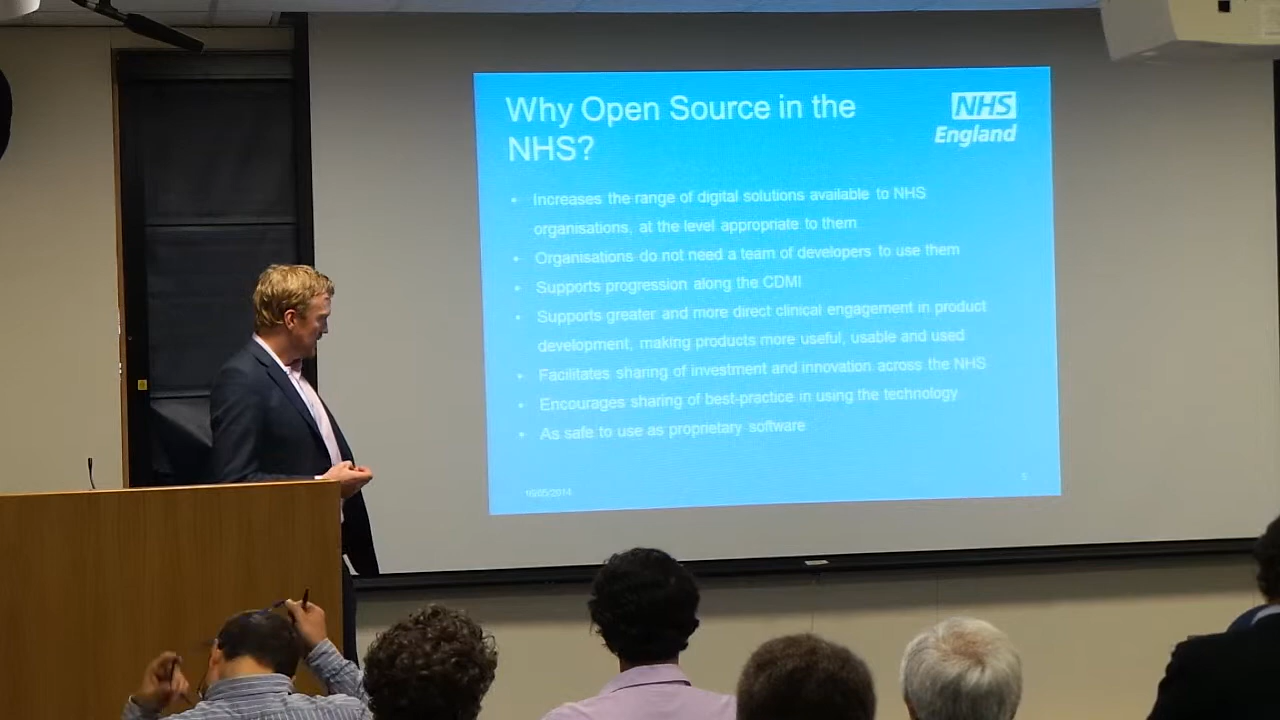 Why Open Source in the
NHS?
NHS
England
• Increases the range of digital solutions available to NHS
organisations, at the level appropriate to them
• Organisations do not need a team of developers to use them
• Supports progression along the CDMI
• Supports greater and more direct clinical engagement in product
development, making products more useful, usable and used
• Facilitates sharing of investment and innovation across the NHS
• Encourages sharing of best-practice in using the technology
• As safe to use as proprietary software
16/05/2014
5